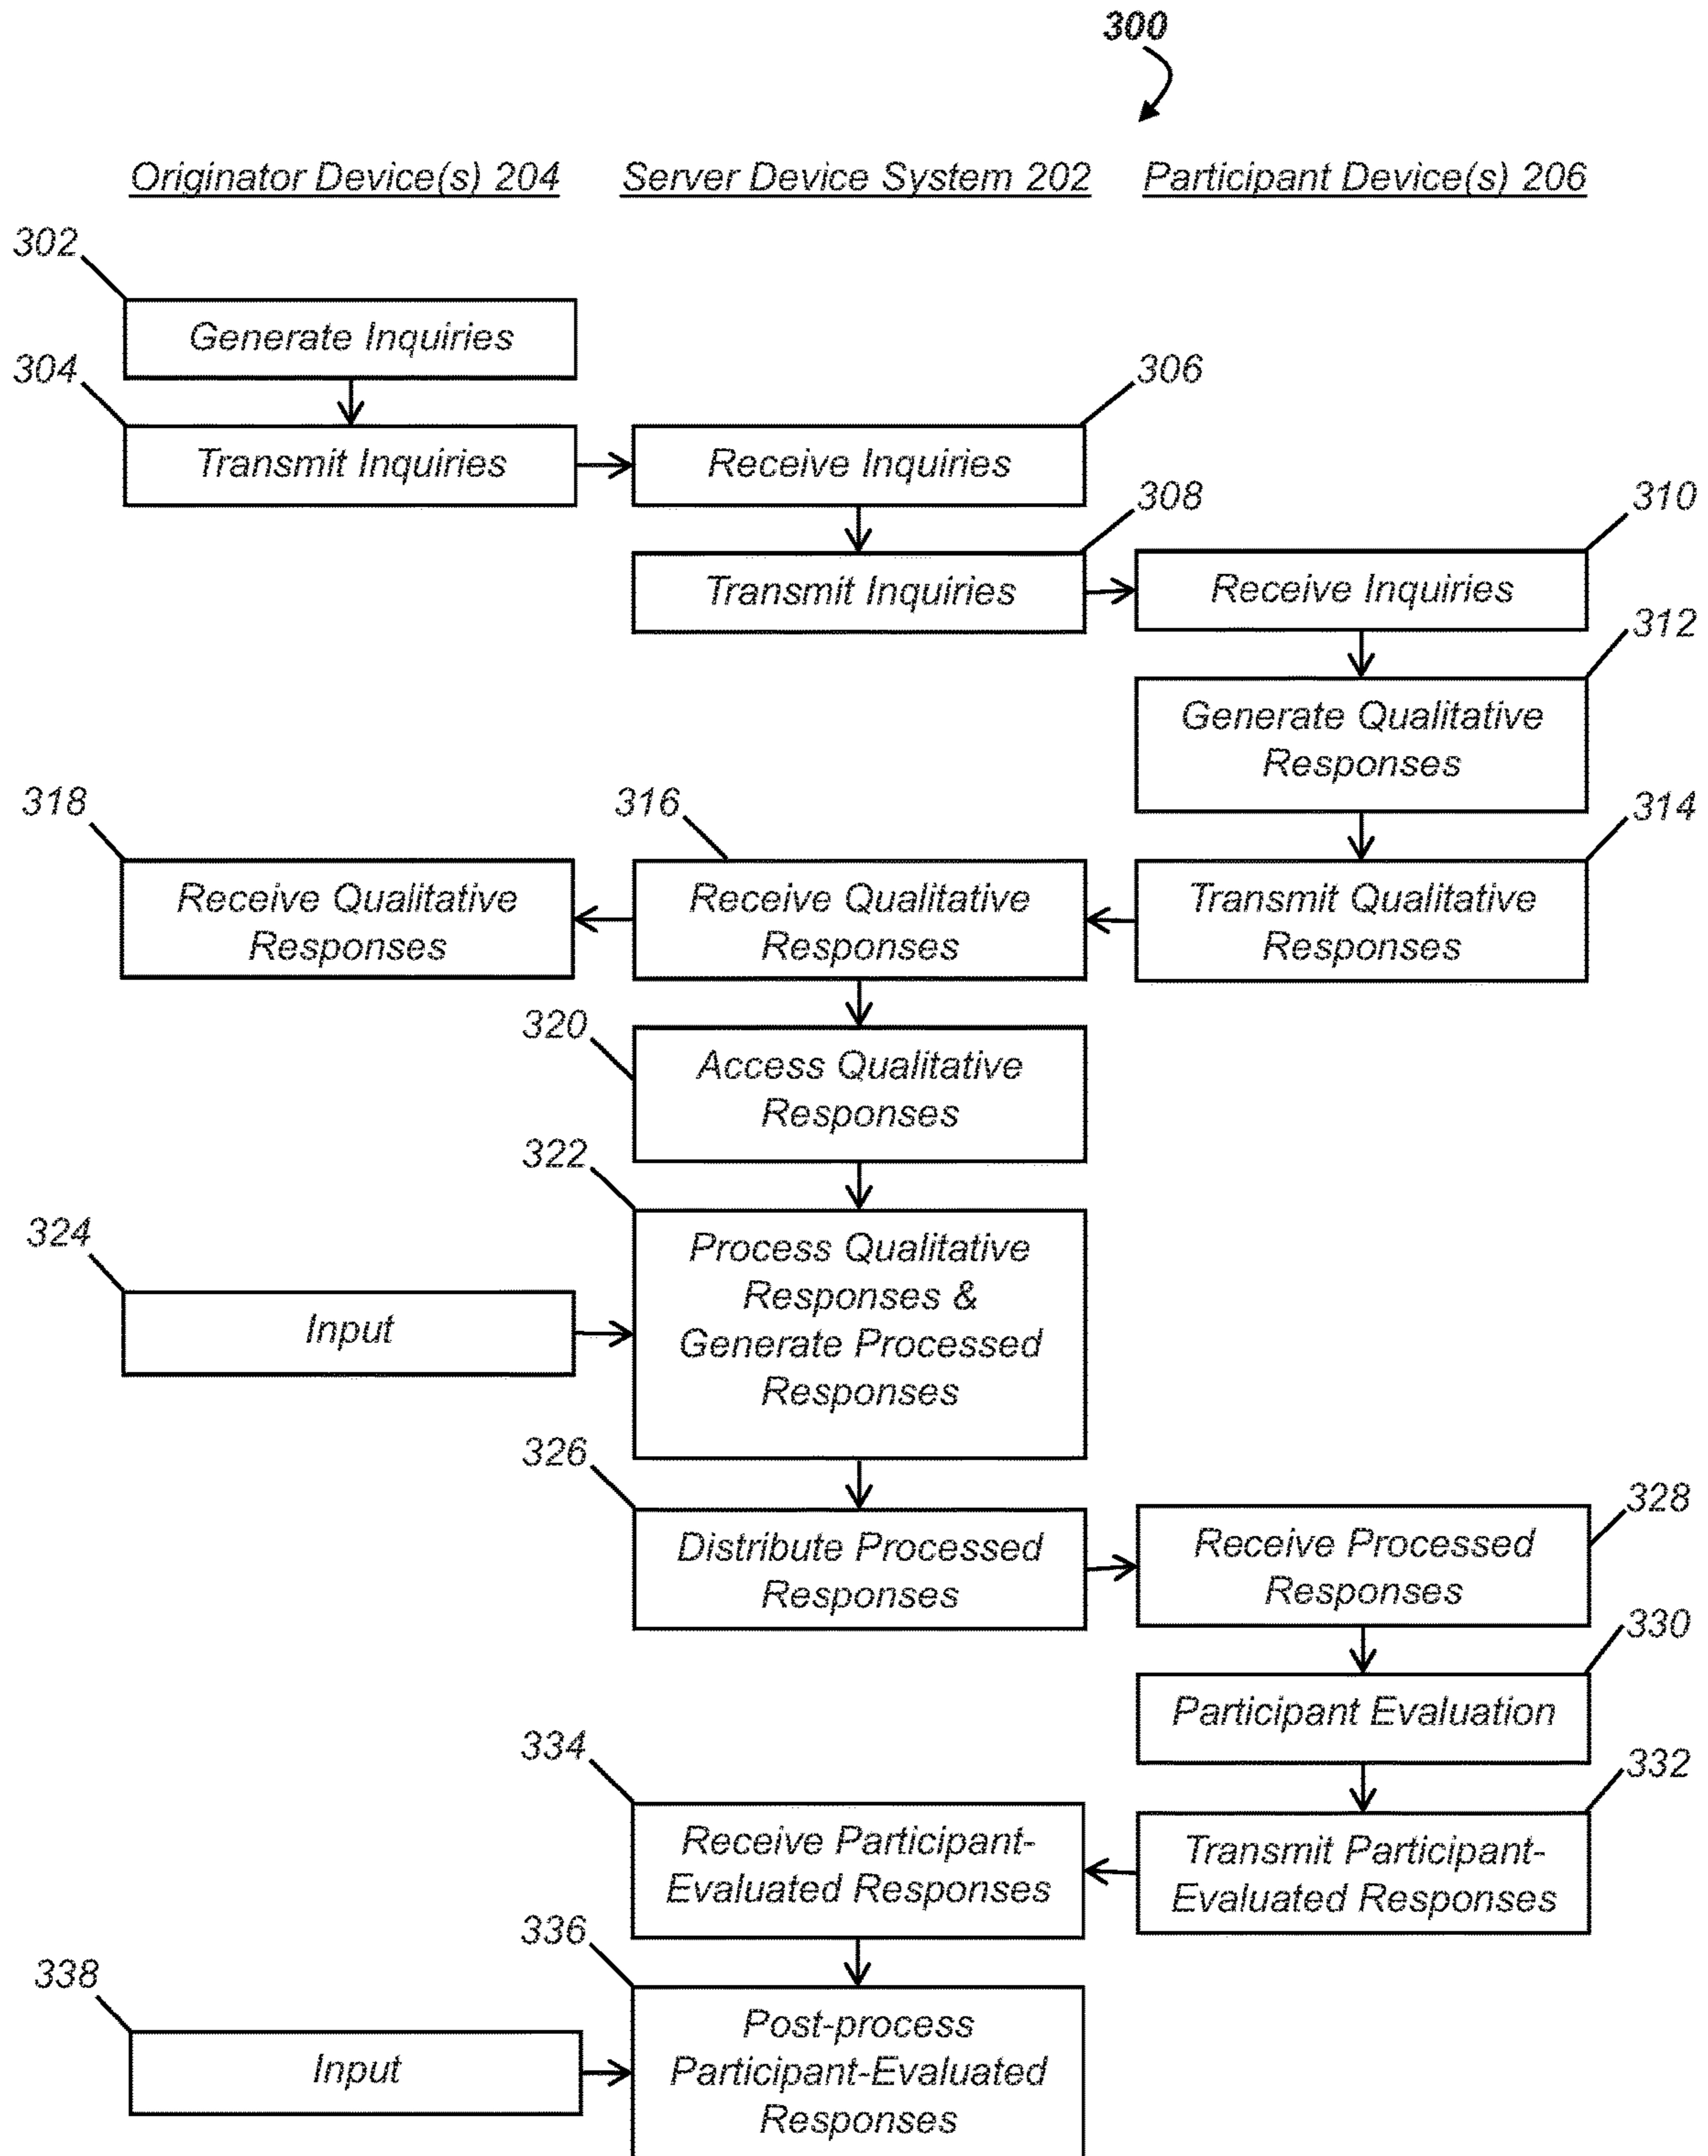 300
Originator Device(s) 204 Server Device System 202 Participant Device(s) 206
302
Generate Inquiries
304
Transmit Inquiries
306
Receive Inquiries
308
Transmit Inquiries
310
Receive Inquiries
312
Generate Qualitative
Responses
314
Transmit Qualitative
Responses
316
Receive Qualitative
Responses
318
Receive Qualitative
Responses
320
Access Qualitative
Responses
322
Process Qualitative
Responses &
Generate Processed
Responses
324
Input
326
Distribute Processed
Responses
328
Receive Processed
Responses
330
Participant Evaluation
332
Transmit Participant-
Evaluated Responses
334
Receive Participant-
Evaluated Responses
336
Post-process
Participant-Evaluated
Responses
338
Input